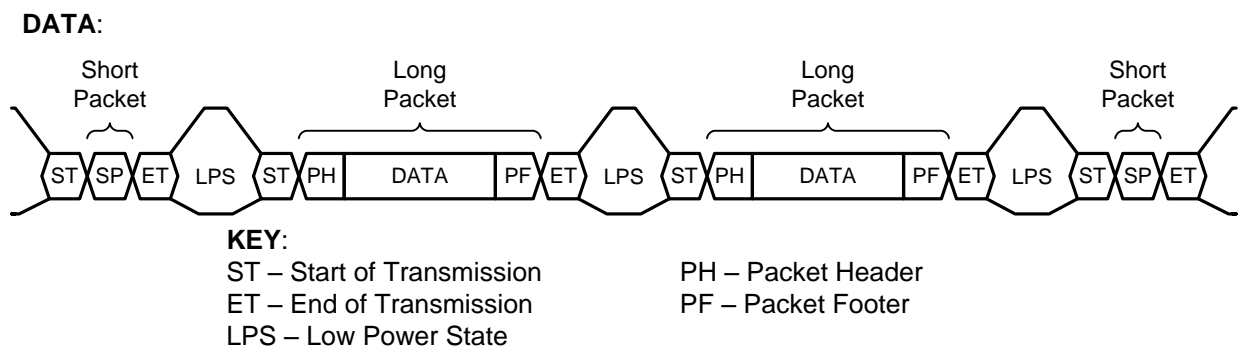 DATA:
Short Packet
Long Packet
Long Packet
Short Packet
ST SP ET LPS ST PH DATA PF ET LPS ST PH DATA PF ET LPS ST SP ET
KEY:
ST – Start of Transmission
ET – End of Transmission
LPS – Low Power State
PH – Packet Header
PF – Packet Footer